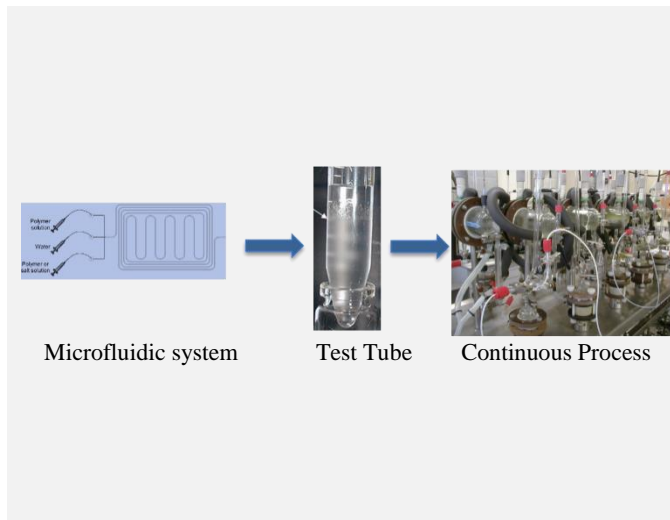 Polymer
solution
Water
Polymer or
salt solution
Microfluidic system
Test Tube
Continuous Process